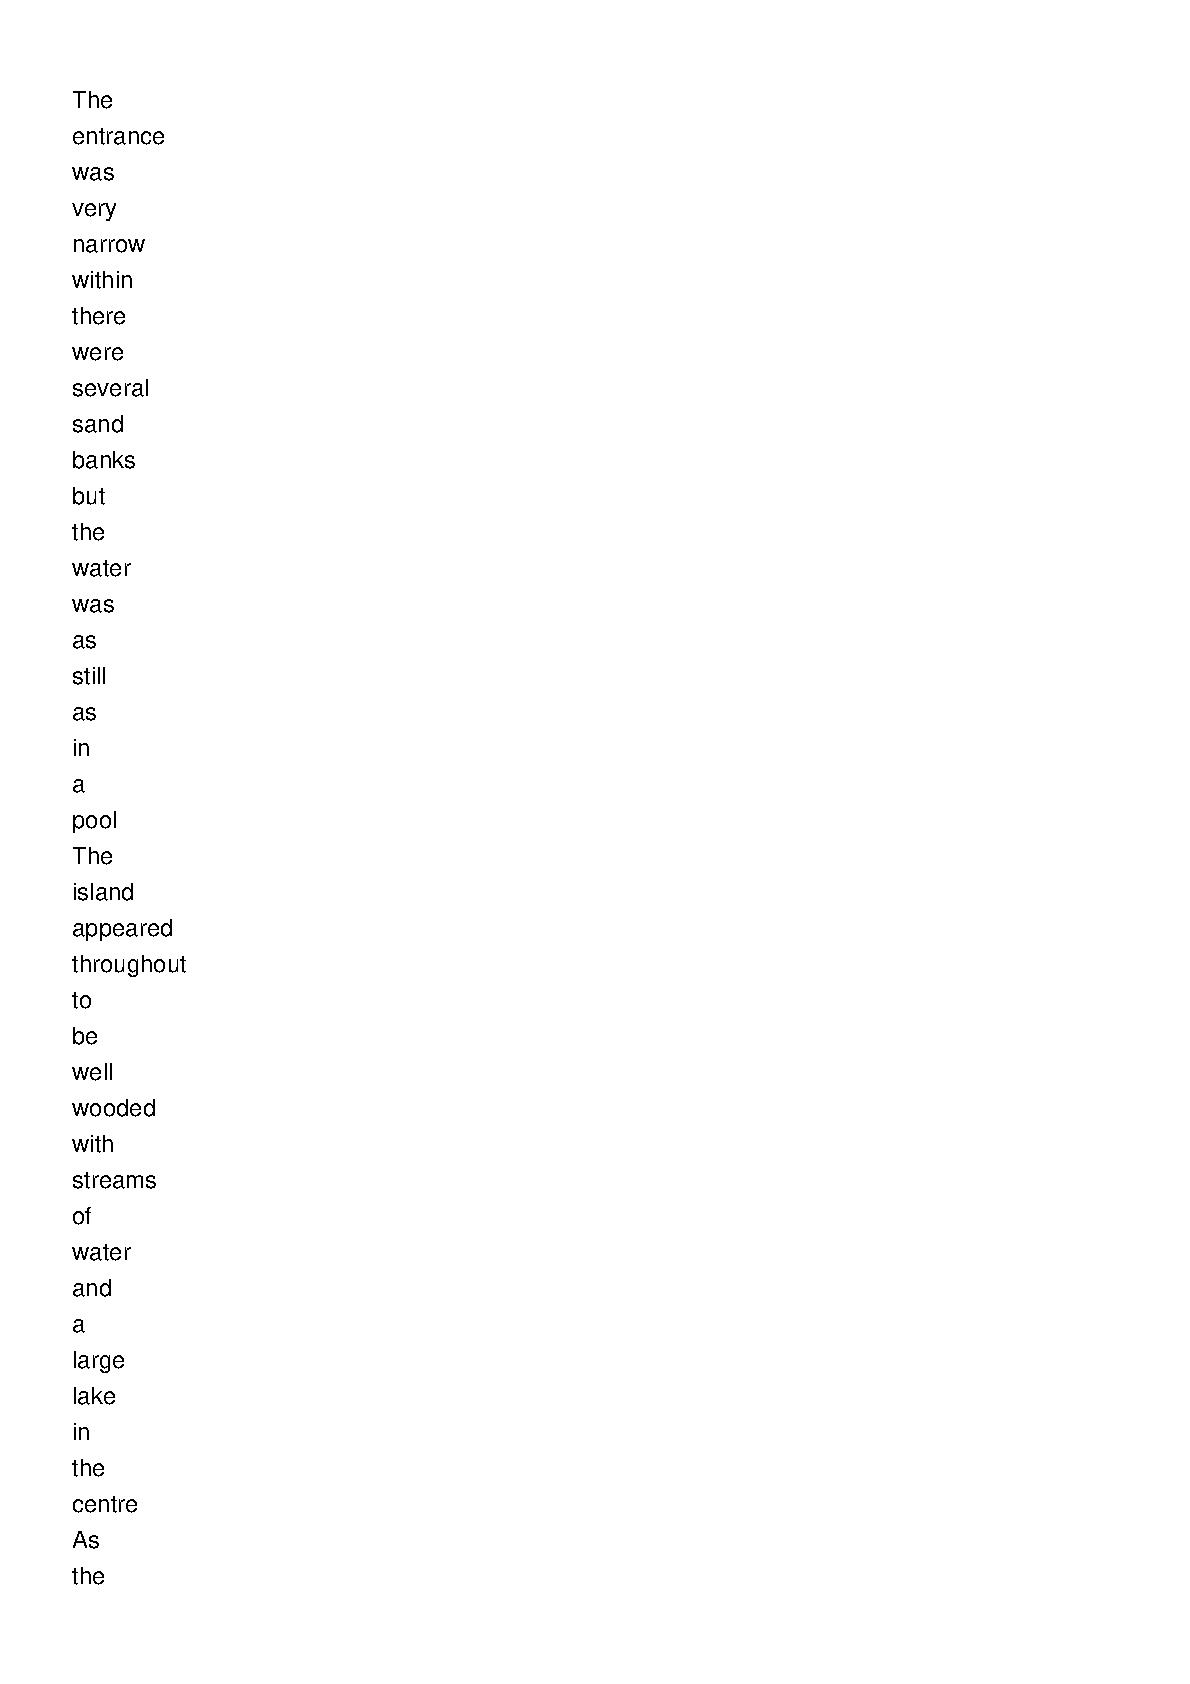 The
entrance
was
very
narrow
within
there
were
several
sand
banks
but
the
water
was
as
still
as
in
a
pool
The
island
appeared
throughout
to
be
well
wooded
with
streams
of
water
and
a
large
lake
in
the
centre
As
the